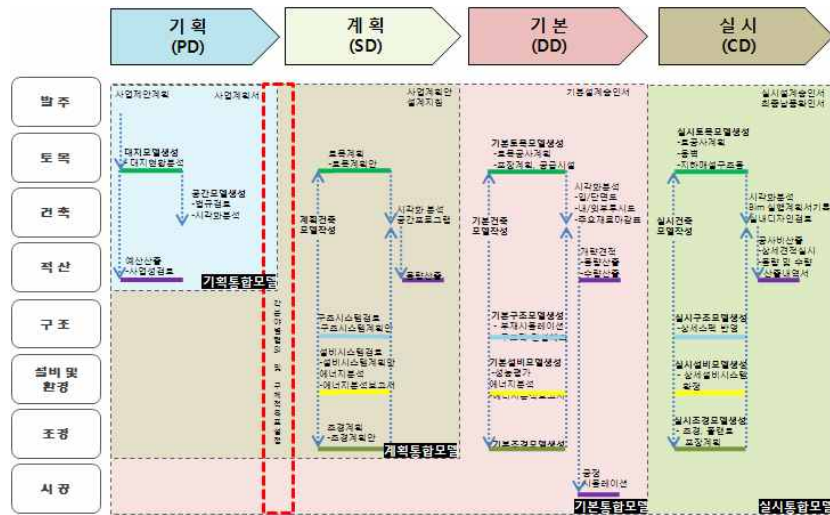 기 획
(PD)
계 획
(SD)
기 본
(DD)
실 시
(CD)
발 주
토 목
건 축
적 산
구 조
설 비 및
환 경
조 경
시 공
사업제안계획
사업계획서
대지모델생성
- 대지현황분석
공간모델생성
-법규검토
-시각화분석
예산산출
-사업성검토
기획통합모델
사업계획안
설계지침
토목계획
-토목계획안
계획건축
모델작성
시각화 분석
공간프로그램
물량산출
구조시스템검토
구조시스템계획안
설비시스템검토
-설비시스템계획안
에너지분석
-에너지분석보고서
조경계획
-조경계획안
계획통합모델
기본설계승인서
기본토목모델생성
-토목공사계획
-포장계획, 공급시설
기본건축
모델작성
시각화분석
-입/단면도
-내/외부투시도
-주요재료마감표
개략견적
-물량산출
-수량산출
기본구조모델생성
- 부재시뮬레이션
기본설비모델생성
-성능평가
에너지분석
기본조경모델생성
공정
시뮬레이션
기본통합모델
실시설계승인서
최종납품확인서
실시토목모델생성
-토공사계획
-옹벽
-지하매설구조물
실시건축
모델작성
시각화분석
Bim 실행계획서기록
실내디자인검토
공사비산출
-상세견적실시
-물량 및 수량
산출내역서
실시구조모델생성
-상세스펙 반영
실시설비모델생성
-상세설비시스템
확정
실시조경모델생성
-조경, 플랜트
포장계획
실시통합모델